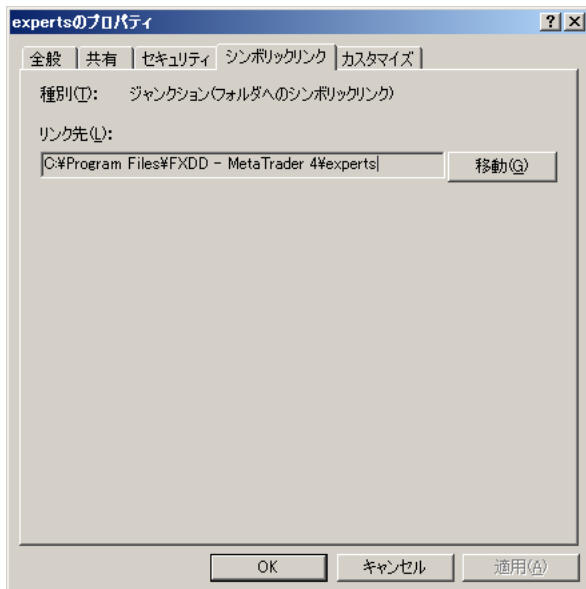 expertsのプロパティ
全般 共有 セキュリティ シンボリックリンク カスタマイズ
種別(T): ジャンクション(フォルダへのシンボリックリンク)
リンク先(L):
C:¥Program Files¥FXDD - MetaTrader 4¥experts 移動(G)
OK キャンセル 適用(A)